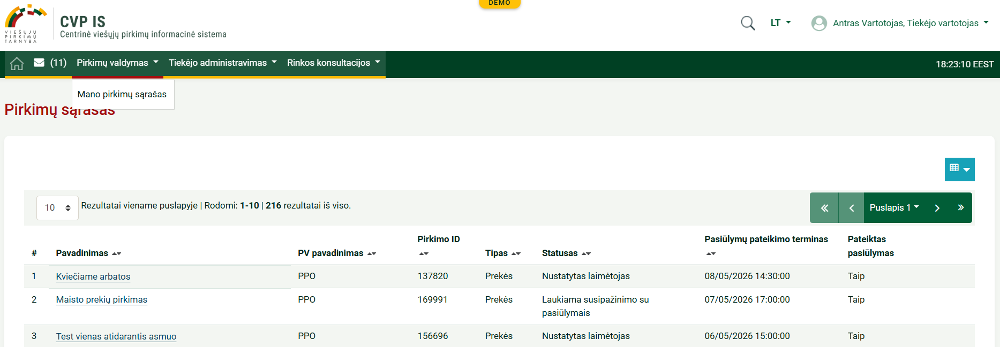 DEMO
VIEŠŲJŲ
PIRKIMŲ
TARNYBA
CVP IS
Centrinė viešųjų pirkimų informacinė sistema
LT
Antras Vartotojas, Tiekėjo vartotojas
(11) Pirkimų valdymas Tiekėjo administravimas Rinkos konsultacijos
18:23:10 EEST
Mano pirkimų sąrašas
Pirkimų sąrašas
10 Rezultatai viename puslapyje | Rodomi: 1-10 | 216 rezultatai iš viso.
Puslapis 1
# Pavadinimas PV pavadinimas Pirkimo ID Tipas Statusas Pasiūlymų pateikimo terminas Pateiktas
pasiūlymas
1 Kviečiame arbatos PPO 137820 Prekės Nustatytas laimėtojas 08/05/2026 14:30:00 Taip
2 Maisto prekių pirkimas PPO 169991 Prekės Laukiama susipažinimo su 07/05/2026 17:00:00 Taip
pasiūlymais
3 Test vienas atidarantis asmuo PPO 156696 Prekės Nustatytas laimėtojas 06/05/2026 15:00:00 Taip